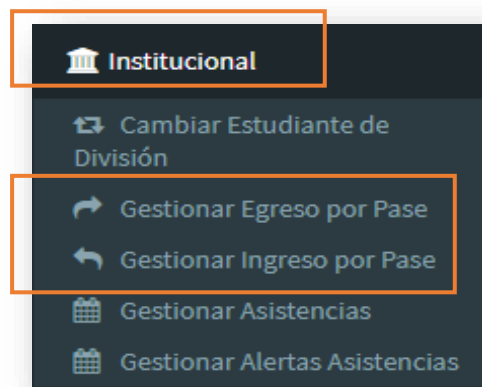 Institucional
Cambiar Estudiante de
División
Gestionar Egreso por Pase
Gestionar Ingreso por Pase
Gestionar Asistencias
Gestionar Alertas Asistencias